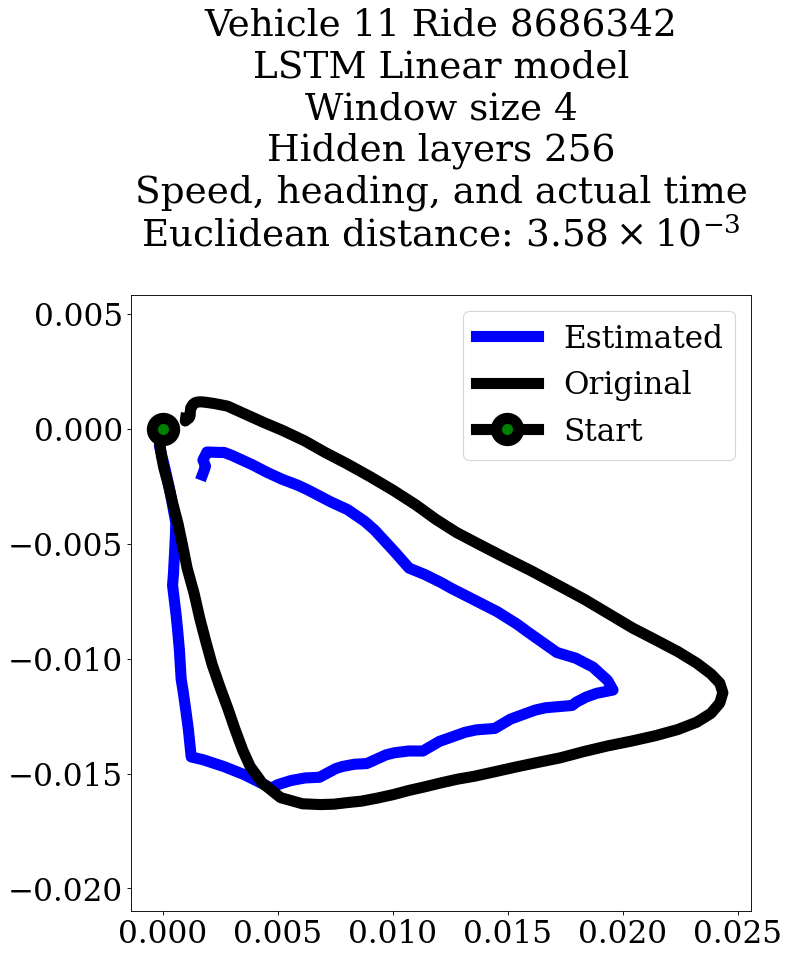 Vehicle 11 Ride 8686342
LSTM Linear model
Window size 4
Hidden layers 256
Speed, heading, and actual time
Euclidean distance: 3.58 × 10⁻³
0.005
0.000
−0.005
−0.010
−0.015
−0.020
Estimated
Original
Start
0.000 0.005 0.010 0.015 0.020 0.025